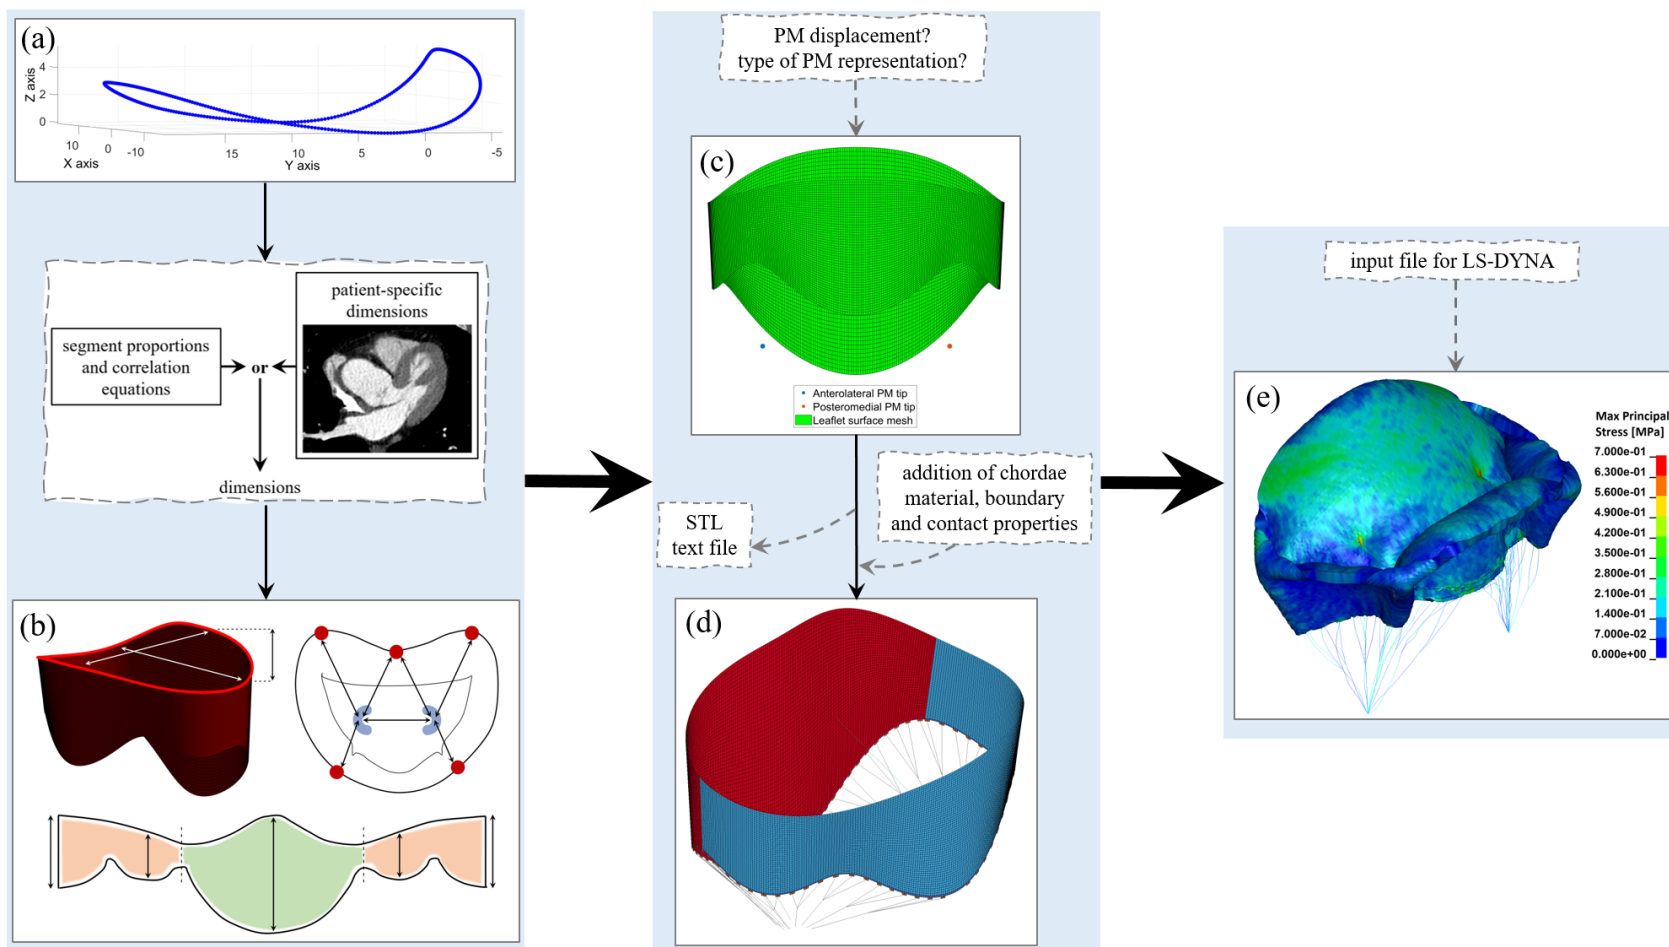 (a)
Z axis
4
2
0
10
0
-10
X axis
15
10
5
0
-5
Y axis
patient-specific
dimensions
segment proportions
and correlation
equations
or
dimensions
(b)
PM displacement?
type of PM representation?
(c)
Anterolateral PM tip
Posteromedial PM tip
Leaflet surface mesh
addition of chordae
material, boundary
and contact properties
STL
text file
(d)
input file for LS-DYNA
(e)
Max Principal
Stress [MPa]
7.000e-01
6.300e-01
5.600e-01
4.900e-01
4.200e-01
3.500e-01
2.800e-01
2.100e-01
1.400e-01
7.000e-02
0.000e+00